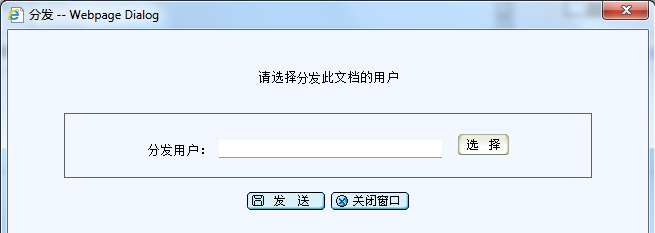 分发 -- Webpage Dialog
请选择分发此文档的用户
分发用户： 选 择
发 送 关闭窗口